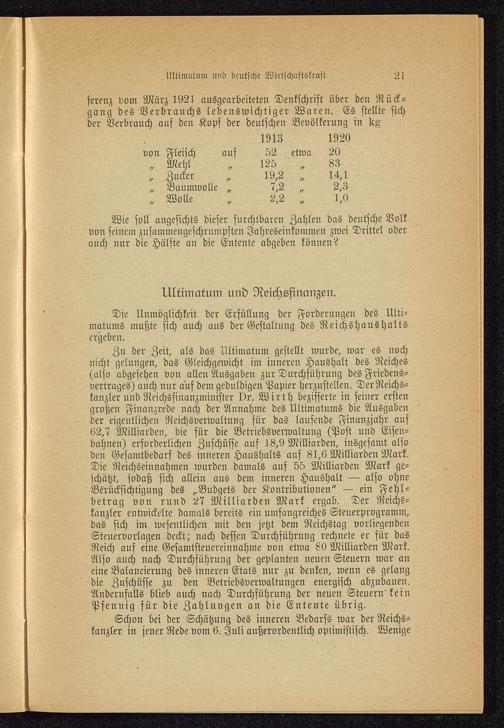 Ultimatum und deutsche Wirtschaftskraft 21
ferenz vom März 1921 ausgearbeiteten Denkschrift über den Rück-
gang des Verbrauchs lebenswichtiger Waren. Es stellte sich
der Verbrauch auf den Kopf der deutschen Bevölkerung in kg
1913 1920
von Fleisch auf 52 etwa 20
„ Mehl „ 125 „ 83
„ Zucker „ 19,2 „ 14,1
„ Baumwolle „ 7,2 „ 2,3
„ Wolle „ 2,2 „ 1,0
Wie soll angesichts dieser furchtbaren Zahlen das deutsche Volk
von seinem zusammengeschrumpften Jahreseinkommen zwei Drittel oder
auch nur die Hälfte an die Entente abgeben können?
Ultimatum und Reichsfinanzen.
Die Unmöglichkeit der Erfüllung der Forderungen des Ulti-
matums mußte sich auch aus der Gestaltung des Reichshaushalts
ergeben.
Zu der Zeit, als das Ultimatum gestellt wurde, war es noch
nicht gelungen, das Gleichgewicht im inneren Haushalt des Reiches
(also abgesehen von allen Ausgaben zur Durchführung des Friedens-
vertrages) auch nur auf dem geduldigen Papier herzustellen. Der Reichs-
kanzler und Reichsfinanzminister Dr. Wirth bezifferte in seiner ersten
großen Finanzrede nach der Annahme des Ultimatums die Ausgaben
der eigentlichen Reichsverwaltung für das laufende Finanzjahr auf
62,7 Milliarden, die für die Betriebsverwaltung (Post und Eisen-
bahnen) erforderlichen Zuschüsse auf 18,9 Milliarden, insgesamt also
den Gesamtbedarf des inneren Haushalts auf 81,6 Milliarden Mark.
Die Reichseinnahmen wurden damals auf 55 Milliarden Mark ge-
schätzt, sodaß sich allein aus dem inneren Haushalt — also ohne
Berücksichtigung des „Budgets der Kontributionen“ — ein Fehl-
betrag von rund 27 Milliarden Mark ergab. Der Reichs-
kanzler entwickelte damals bereits ein umfangreiches Steuerprogramm,
das sich im wesentlichen mit den jetzt dem Reichstag vorliegenden
Steuervorlagen deckt; nach dessen Durchführung rechnete er für das
Reich auf eine Gesamtsteuereinnahme von etwa 80 Milliarden Mark.
Also auch nach Durchführung der geplanten neuen Steuern war an
eine Balancierung des inneren Etats nur zu denken, wenn es gelang
die Zuschüsse zu den Betriebsverwaltungen energisch abzubauen.
Andernfalls blieb auch nach Durchführung der neuen Steuern kein
Pfennig für die Zahlungen an die Entente übrig.
Schon bei der Schätzung des inneren Bedarfs war der Reichs-
kanzler in jener Rede vom 6. Juli außerordentlich optimistisch. Wenige